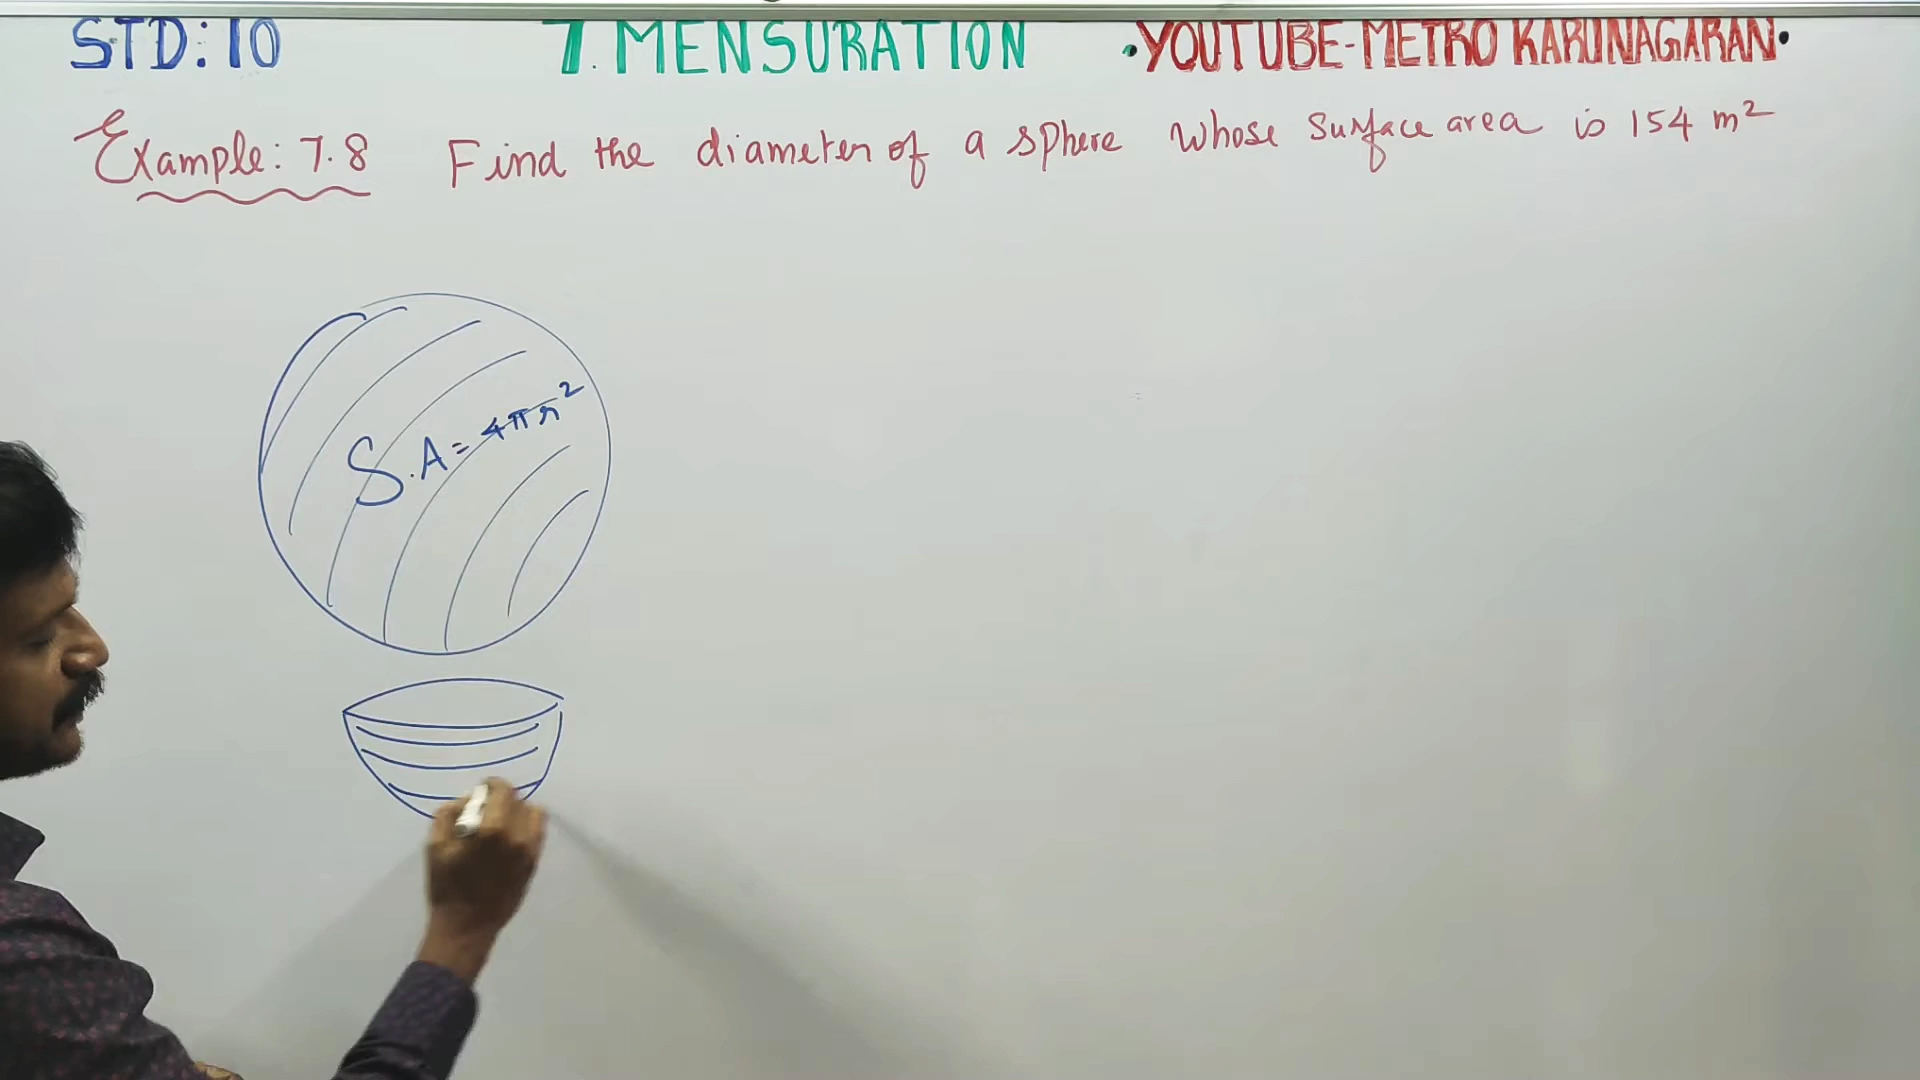 STD:10 7. MENSURATION •YOUTUBE-METRO KARUNAGARAN•
Example: 7.8 Find the diameter of a sphere whose surface area is 154 m²
S.A = 4πr²